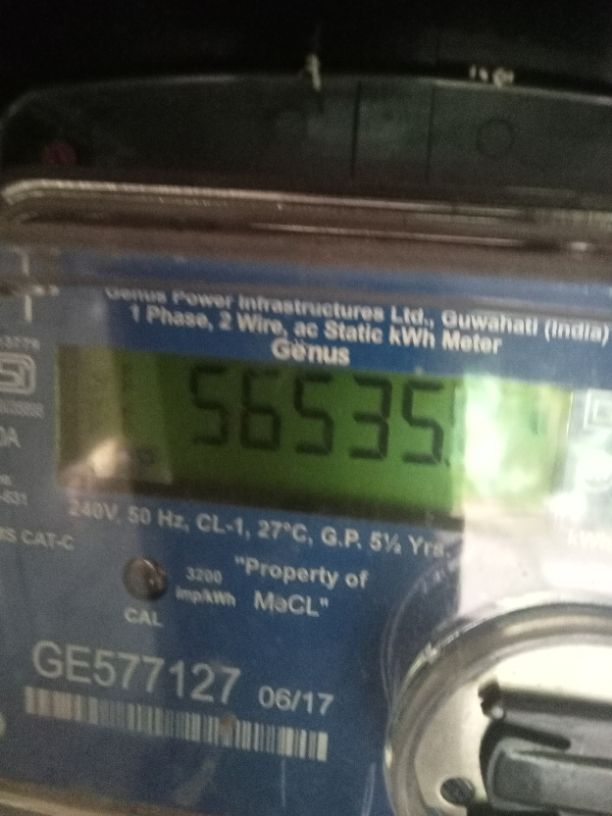 Genus Power Infrastructures Ltd., Guwahati (India)
1 Phase, 2 Wire, ac Static kWh Meter
Genus
56535.
240V, 50 Hz, CL-1, 27°C, G.P. 5½ Yrs.
CAT-C
3200
imp/kWh
"Property of
MeCL"
CAL
GE577127 06/17